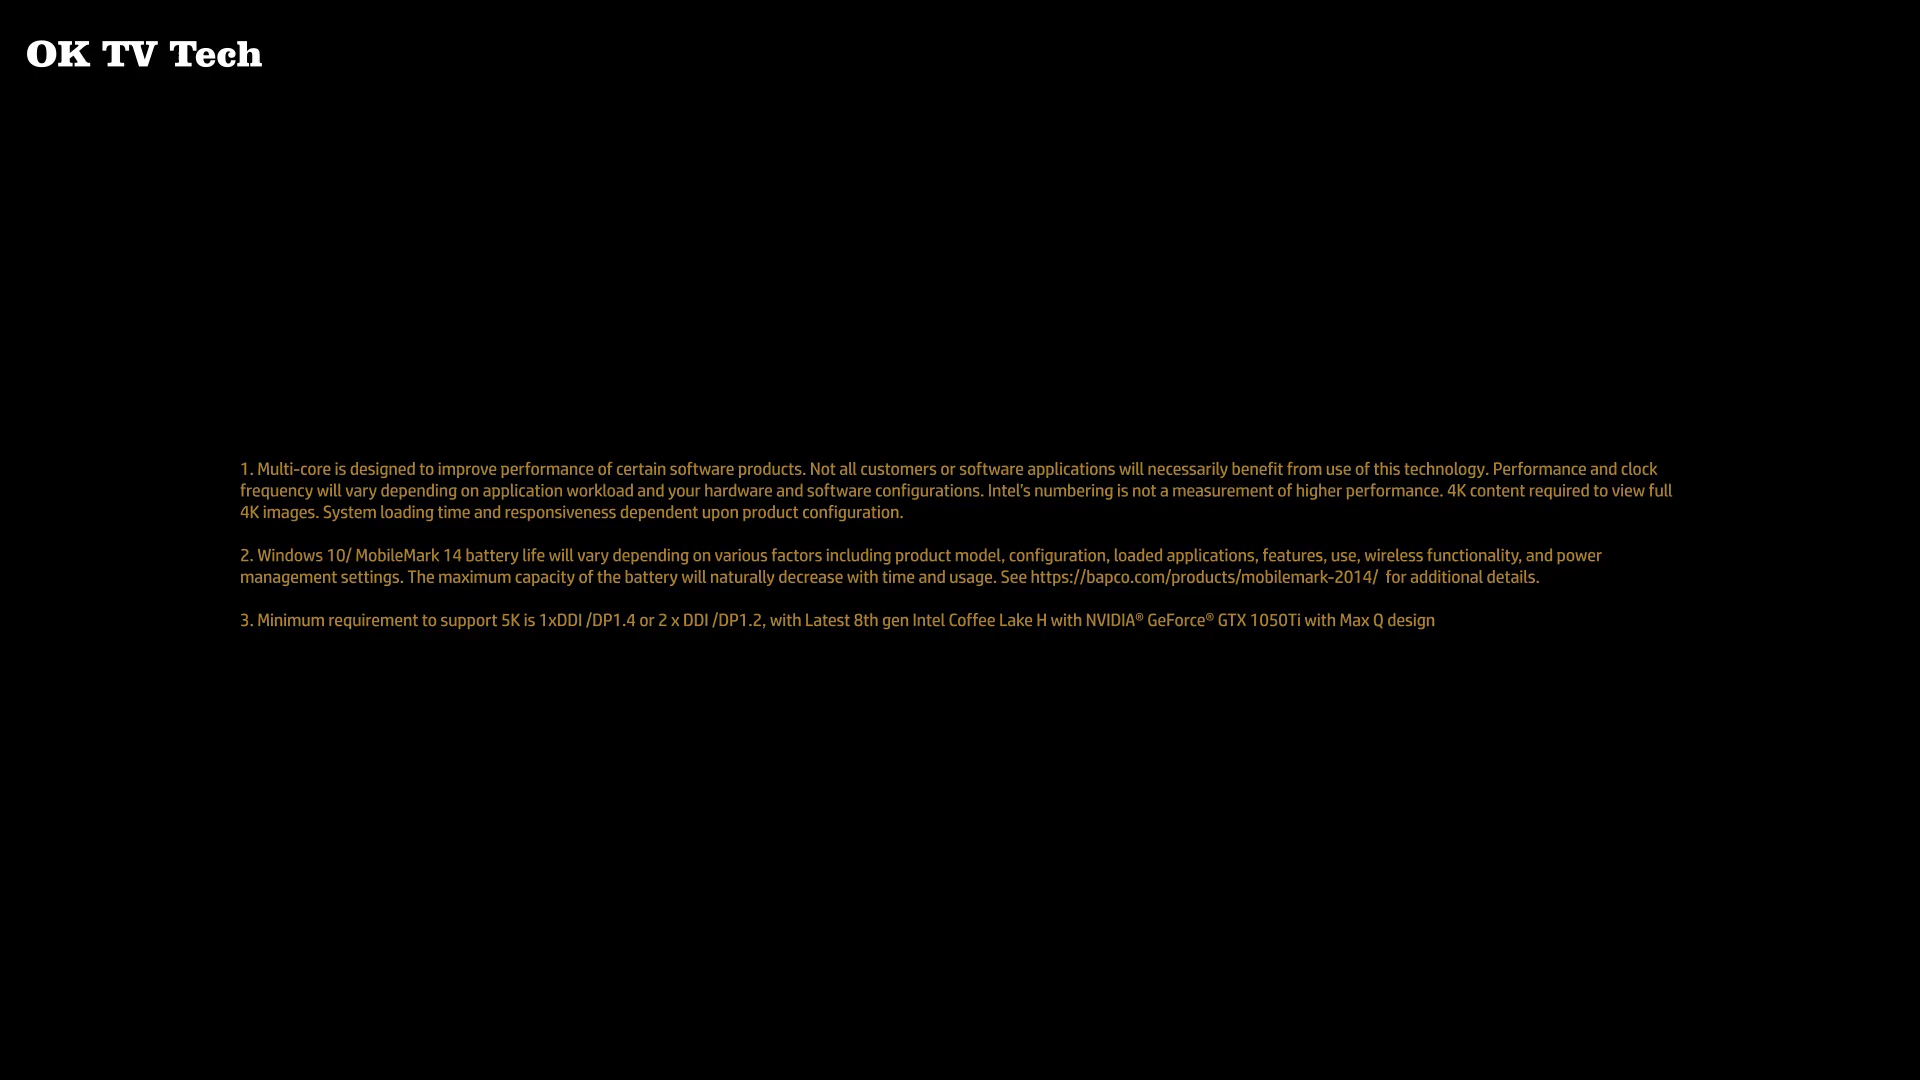 OK TV Tech
1. Multi-core is designed to improve performance of certain software products. Not all customers or software applications will necessarily benefit from use of this technology. Performance and clock
frequency will vary depending on application workload and your hardware and software configurations. Intel's numbering is not a measurement of higher performance. 4K content required to view full
4K images. System loading time and responsiveness dependent upon product configuration.
2. Windows 10/ MobileMark 14 battery life will vary depending on various factors including product model, configuration, loaded applications, features, use, wireless functionality, and power
management settings. The maximum capacity of the battery will naturally decrease with time and usage. See https://bapco.com/products/mobilemark-2014/  for additional details.
3. Minimum requirement to support 5K is 1xDDI /DP1.4 or 2 x DDI /DP1.2, with Latest 8th gen Intel Coffee Lake H with NVIDIA® GeForce® GTX 1050Ti with Max Q design